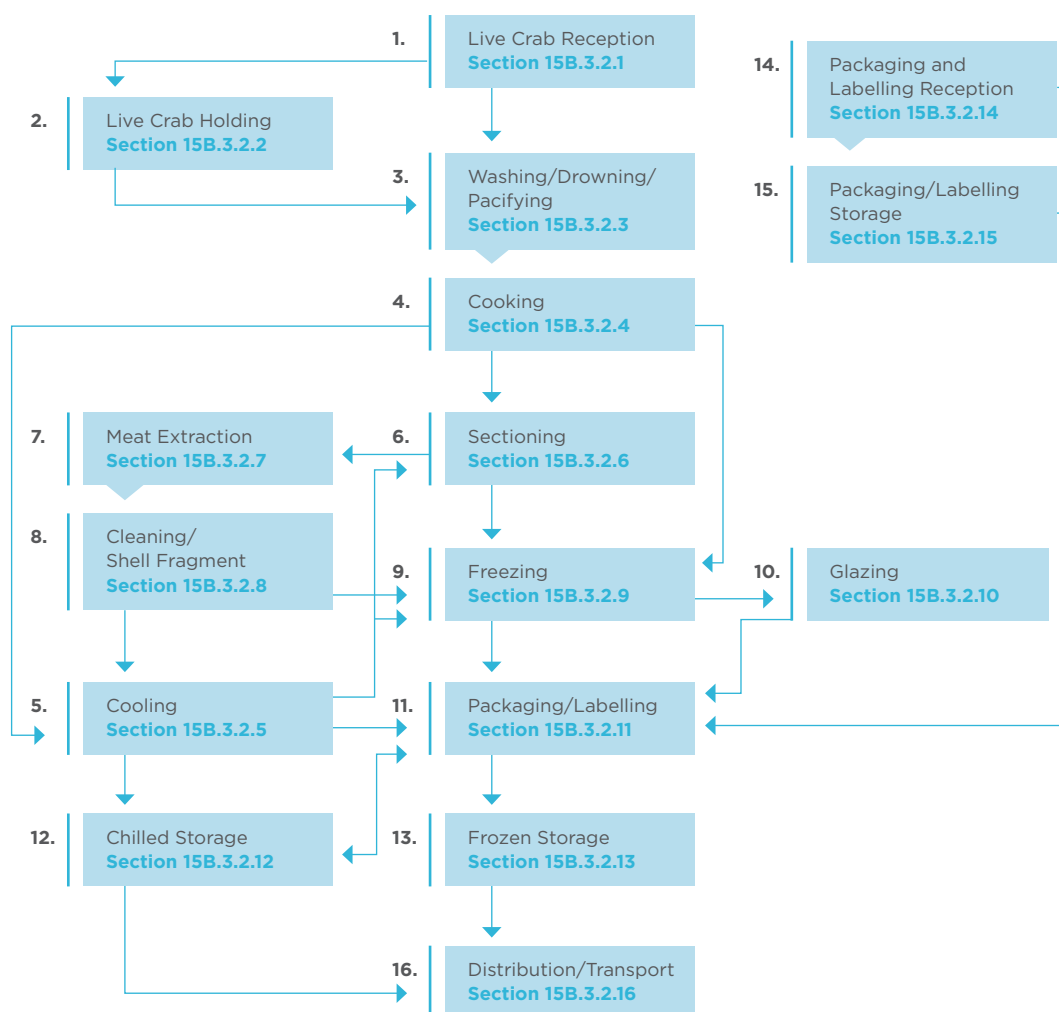 1.
Live Crab Reception
Section 15B.3.2.1
14.
Packaging and
Labelling Reception
Section 15B.3.2.14
2.
Live Crab Holding
Section 15B.3.2.2
3.
Washing/Drowning/
Pacifying
Section 15B.3.2.3
15.
Packaging/Labelling
Storage
Section 15B.3.2.15
4.
Cooking
Section 15B.3.2.4
7.
Meat Extraction
Section 15B.3.2.7
6.
Sectioning
Section 15B.3.2.6
8.
Cleaning/
Shell Fragment
Section 15B.3.2.8
9.
Freezing
Section 15B.3.2.9
10.
Glazing
Section 15B.3.2.10
5.
Cooling
Section 15B.3.2.5
11.
Packaging/Labelling
Section 15B.3.2.11
12.
Chilled Storage
Section 15B.3.2.12
13.
Frozen Storage
Section 15B.3.2.13
16.
Distribution/Transport
Section 15B.3.2.16